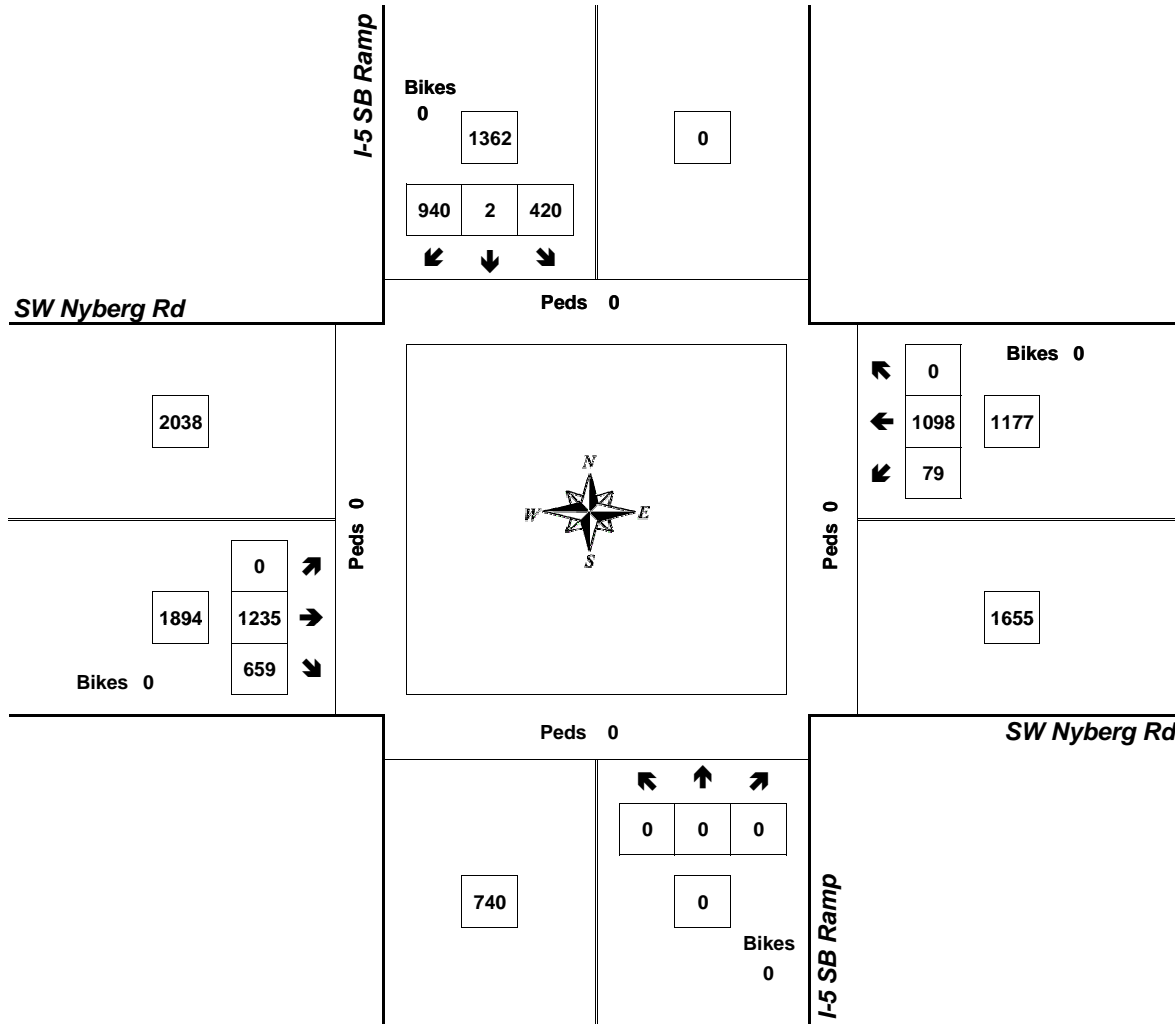 I-5 SB Ramp
Bikes
0
1362
0
940 2 420
Peds 0
SW Nyberg Rd
Bikes 0
0
2038
1098 1177
79
N
W E
S
Peds 0
Peds 0
0
1894 1235
1655
659
Bikes 0
Peds 0
SW Nyberg Rd
0 0 0
740
0
Bikes
0
I-5 SB Ramp